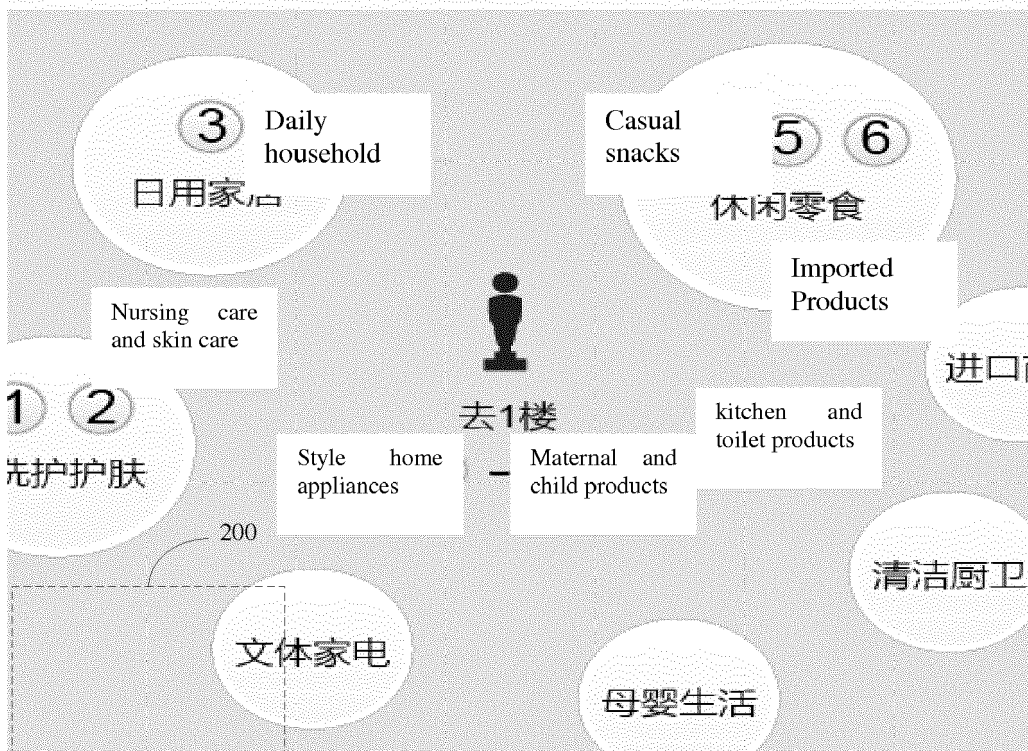 3
Daily
household
日用家居
Casual
snacks
5 6
休闲零食
Imported
Products
进口
Nursing care
and skin care
1 2
洗护护肤
去1楼
kitchen and
toilet products
Style home
appliances
Maternal and
child products
200
清洁厨卫
文体家电
母婴生活